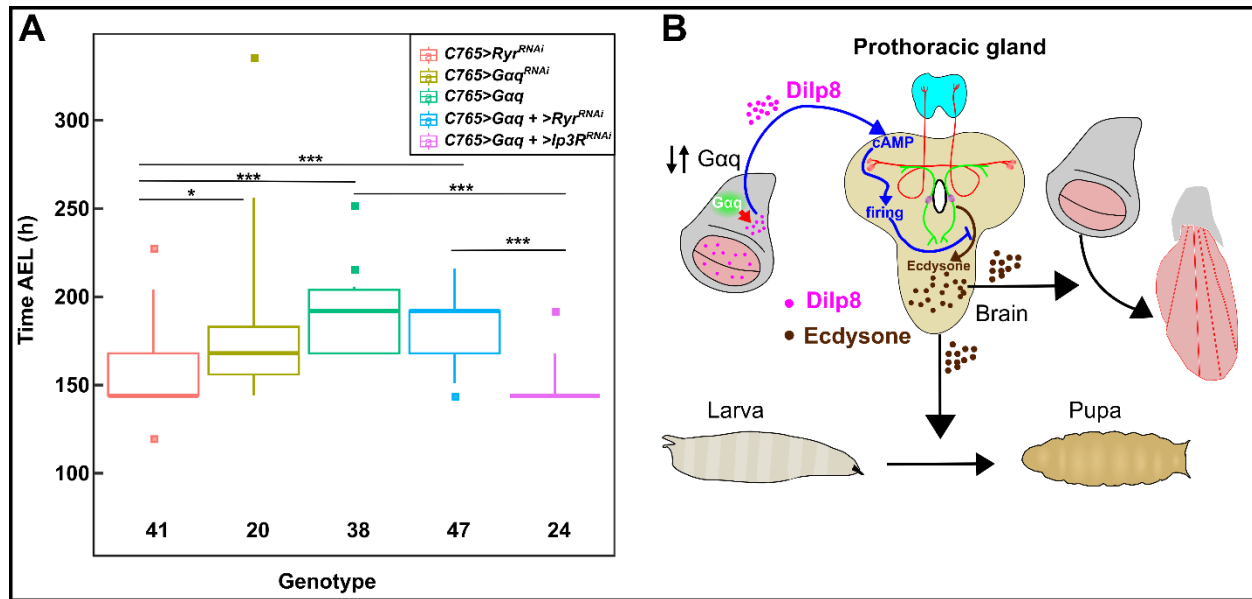 A
Time AEL (h)
300
250
200
150
100
C765>Ryr^RNAi
C765>Gαq^RNAi
C765>Gαq
C765>Gαq + >Ryr^RNAi
C765>Gαq + >Ip3R^RNAi
***
***
***
*
***
41 20 38 47 24
Genotype
B
Prothoracic gland
Dilp8
↓↑ Gαq
cAMP
Gαq
firing
Ecdysone
Dilp8
Brain
Ecdysone
Larva
Pupa